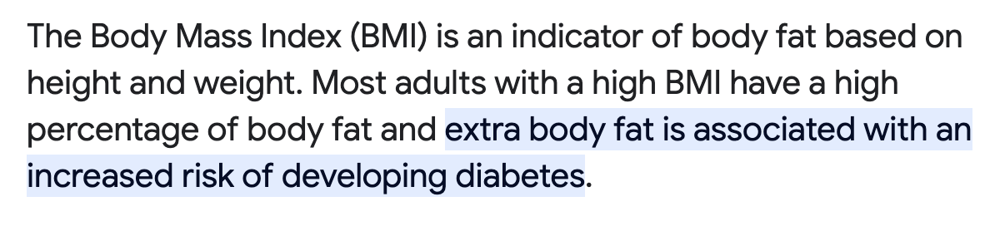 The Body Mass Index (BMI) is an indicator of body fat based on
height and weight. Most adults with a high BMI have a high
percentage of body fat and extra body fat is associated with an
increased risk of developing diabetes.